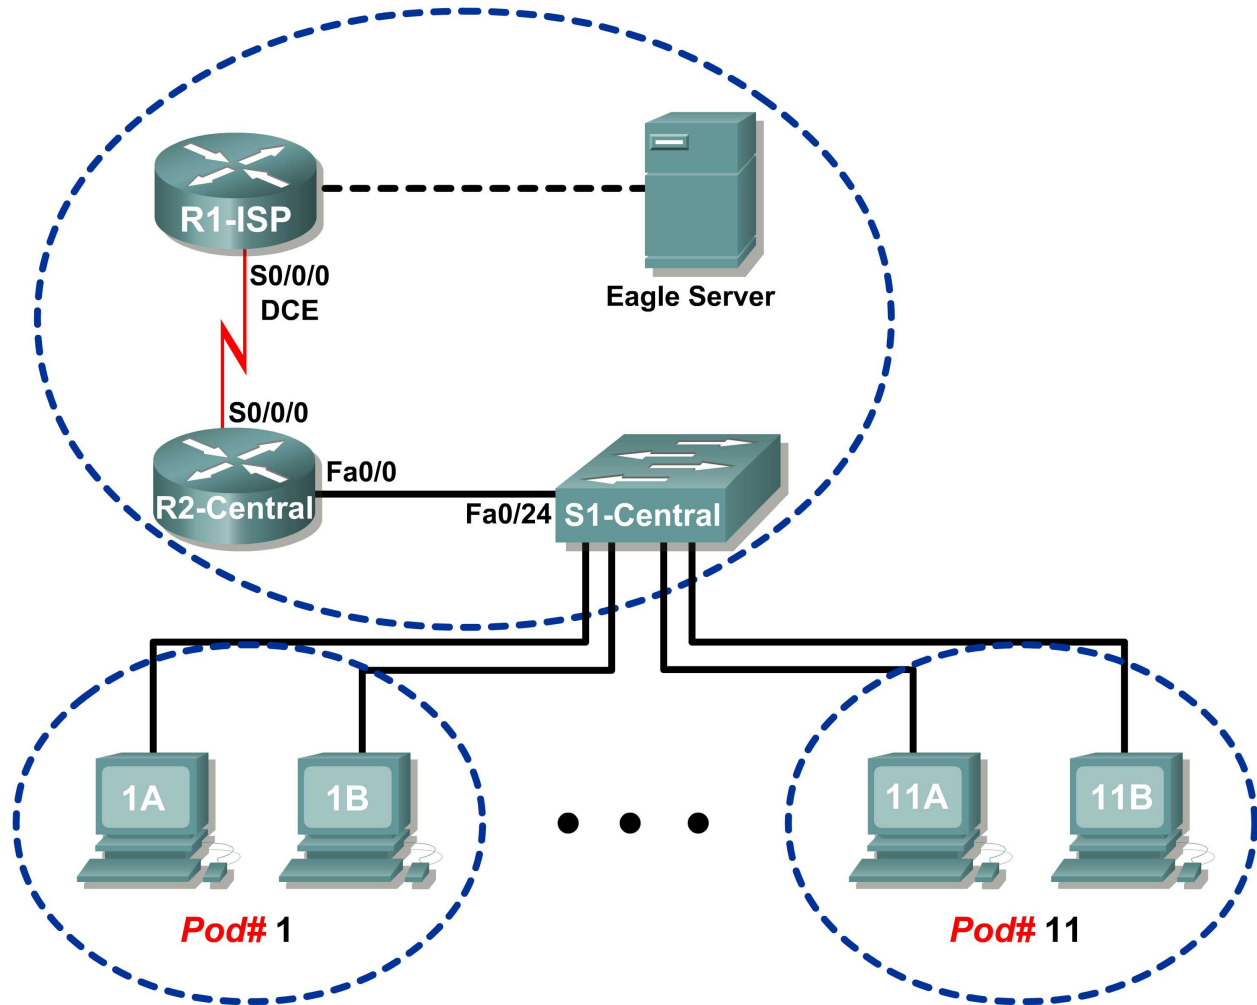 R1-ISP
S0/0/0
DCE
Eagle Server
S0/0/0
R2-Central
Fa0/0
Fa0/24
S1-Central
1A
1B
11A
11B
Pod# 1
Pod# 11